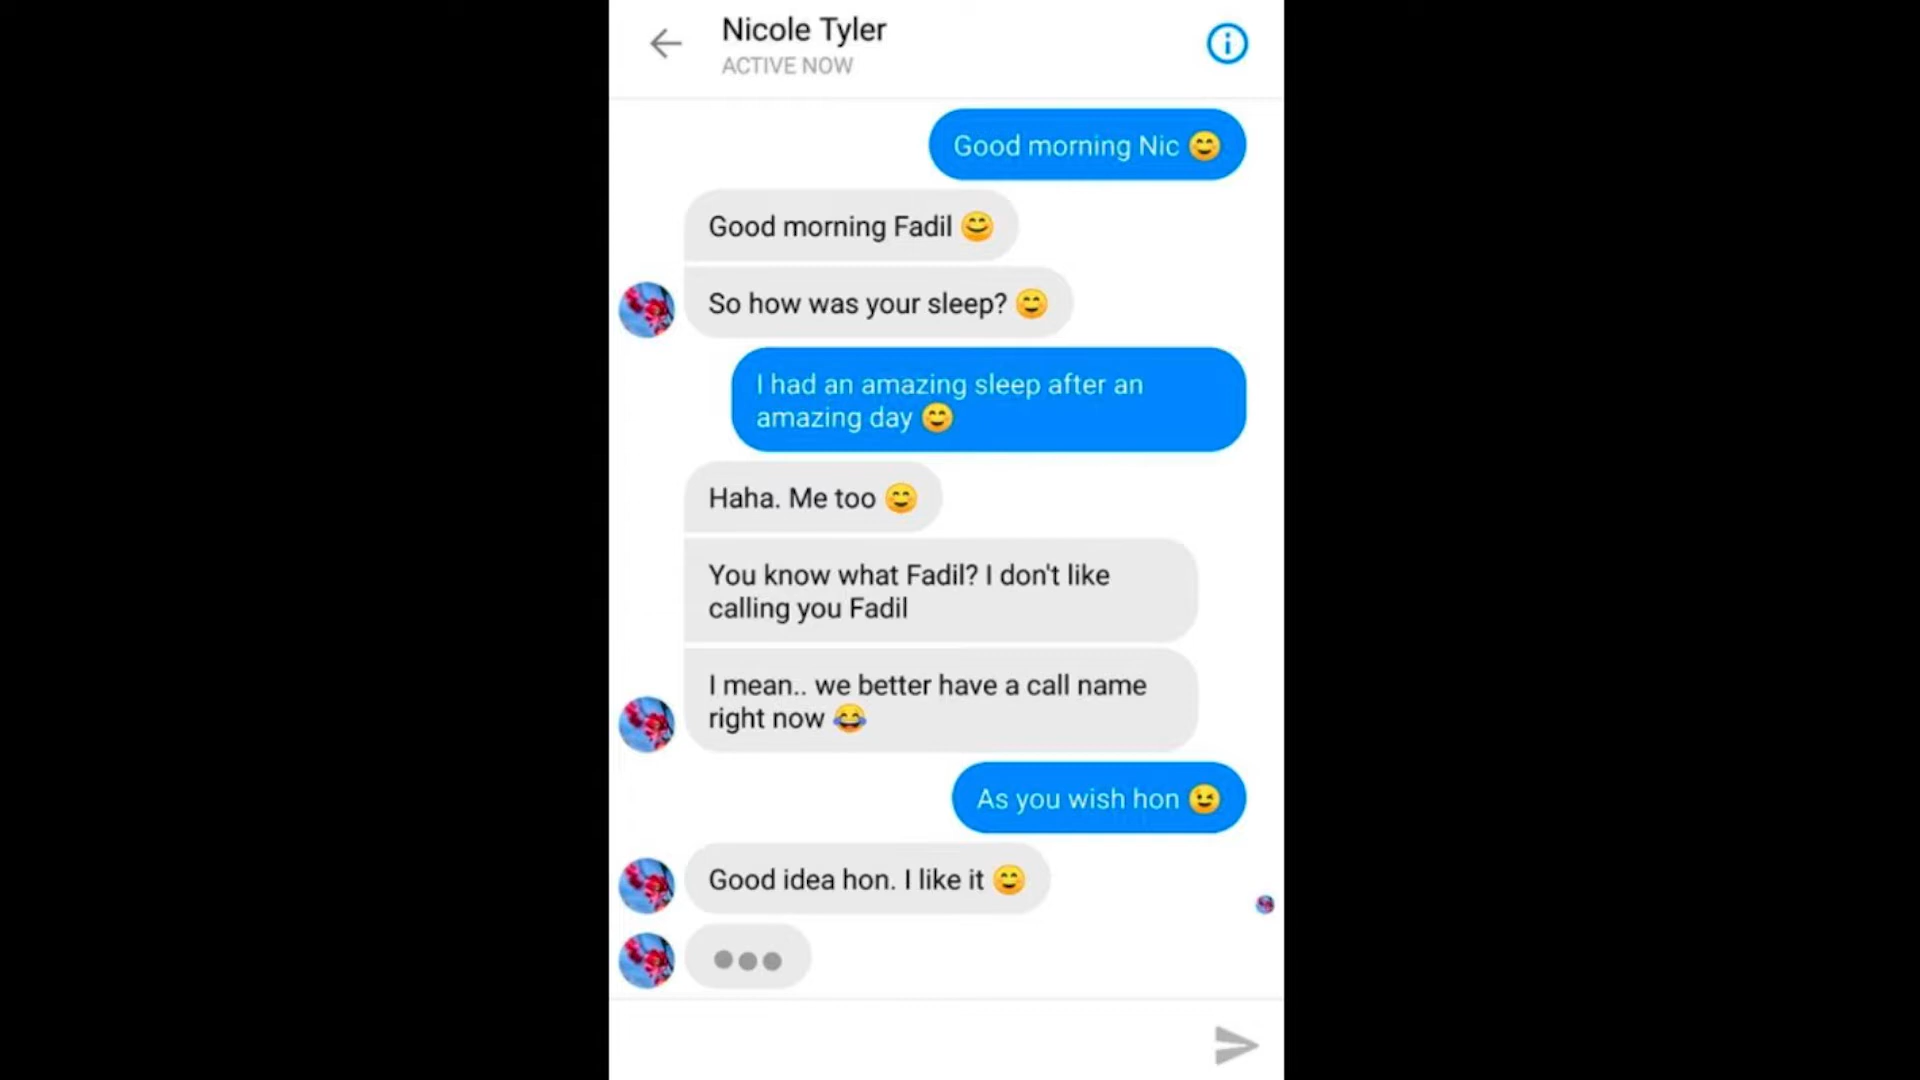 Nicole Tyler
ACTIVE NOW
Good morning Nic 😊
Good morning Fadil 😊
So how was your sleep? 😊
I had an amazing sleep after an
amazing day 😊
Haha. Me too 😊
You know what Fadil? I don't like
calling you Fadil
I mean.. we better have a call name
right now 😂
As you wish hon 😉
Good idea hon. I like it 😊